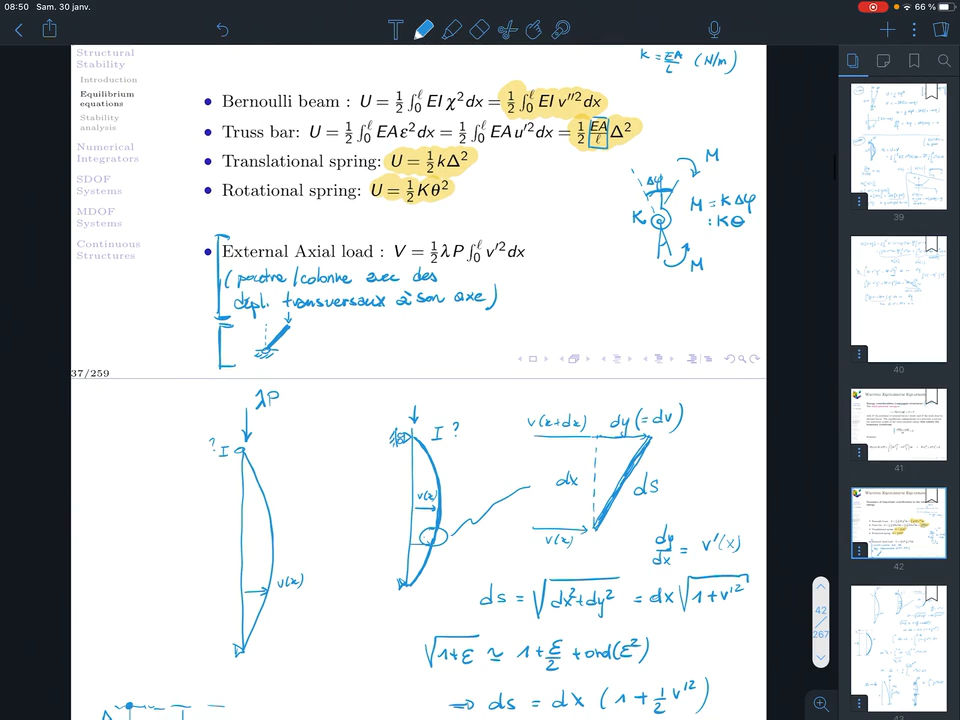 08:50 Sam. 30 janv.
66 %
Structural
Stability
Introduction
Equilibrium
equations
Stability
analysis
Numerical
Integrators
SDOF
Systems
MDOF
Systems
Continuous
Structures
K = EA/L (N/m)
• Bernoulli beam : U = 1/2 ∫₀^ℓ EI χ² dx = 1/2 ∫₀^ℓ EI v''² dx
• Truss bar: U = 1/2 ∫₀^ℓ EA ε² dx = 1/2 ∫₀^ℓ EA u'² dx = 1/2 EA/ℓ Δ²
• Translational spring: U = 1/2 kΔ²
• Rotational spring: U = 1/2 Kθ²
M
Δφ
K
M = K Δφ
: KΘ
M
• External Axial load : V = 1/2 λP ∫₀^ℓ v'² dx
(poutre/colonne avec des
dépl. transversaux à son axe)
37/259
λP
? I
v(x)
I ?
v(x)
v(x+dx)
dy (= dv)
dx
ds
v(x)
dy/dx = v'(x)
ds = √(dx²+dy²) = dx √(1+v'²)
√(1+ε) ≃ 1+ε/2 + ord(ε²)
⇒ ds = dx (1+1/2 v'²)
39
40
41
42
42
/
267